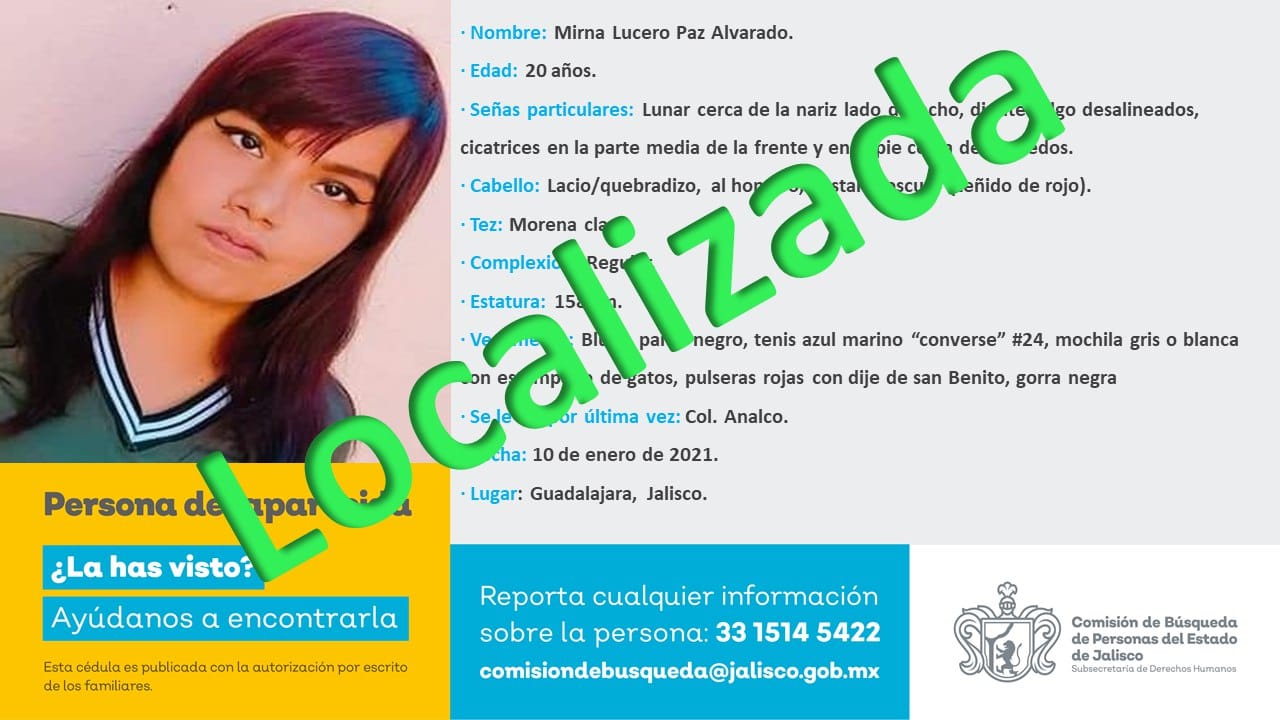 · Nombre: Mirna Lucero Paz Alvarado.
· Edad: 20 años.
· Señas particulares: Lunar cerca de la nariz lado desalineados,
cicatrices en la parte media de la frente y en
· Cabello: Lacio/quebradizo, al de rojo).
· Tez: Morena
·
· Estatura:
· negro, tenis azul marino “converse” #24, mochila gris o blanca
de gatos, pulseras rojas con dije de san Benito, gorra negra
· por última vez: Col. Analco.
10 de enero de 2021.
· Lugar: Guadalajara, Jalisco.
Localizada
Persona
¿La has visto?
Ayúdanos a encontrarla
Esta cédula es publicada con la autorización por escrito
de los familiares.
Reporta cualquier información
sobre la persona: 33 1514 5422
comisiondebusqueda@jalisco.gob.mx
Comisión de Búsqueda
de Personas del Estado
de Jalisco
Subsecretaría de Derechos Humanos